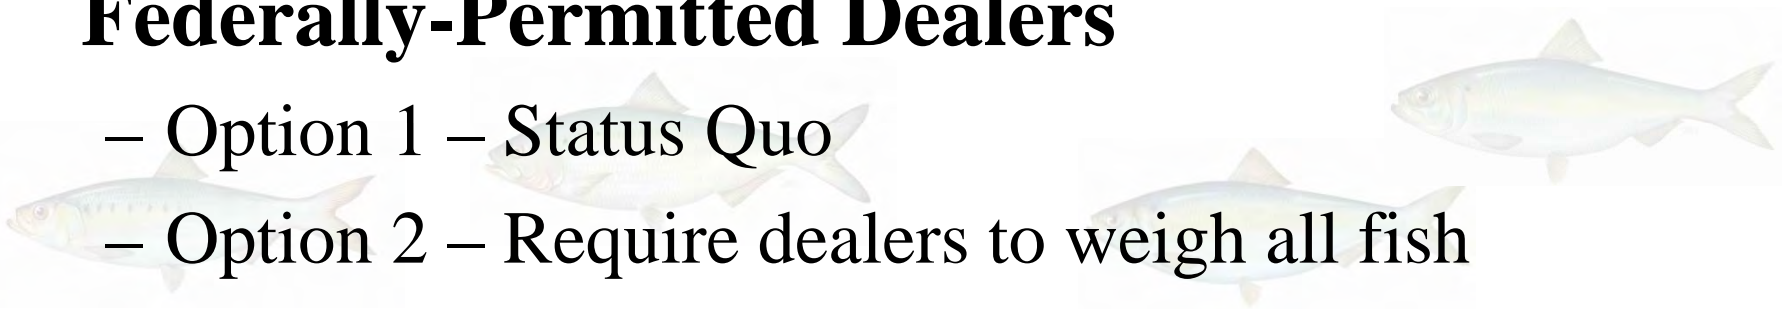 Federally-Permitted Dealers
– Option 1 – Status Quo
– Option 2 – Require dealers to weigh all fish